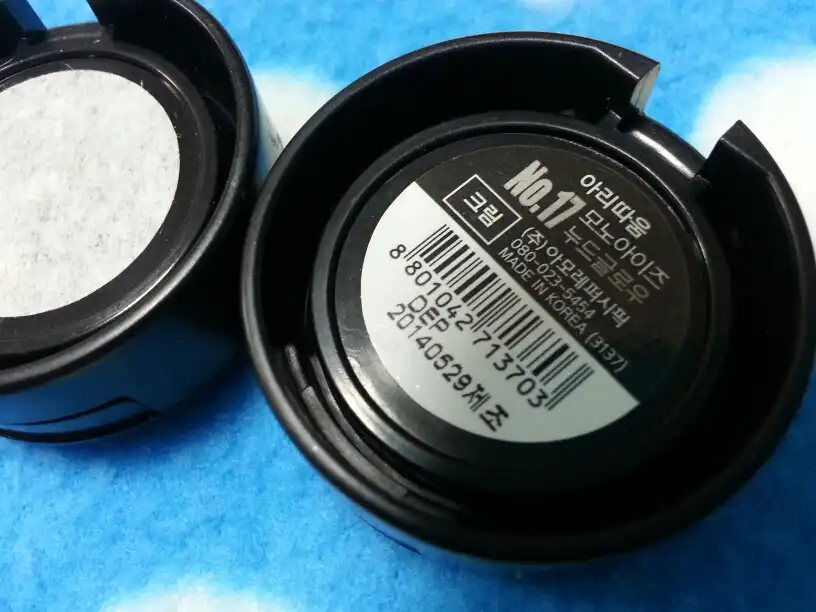 아리따움
모노아이즈
No.17 누드글로우
크림
(주)아모레퍼시픽
080-023-5454
MADE IN KOREA (3137)
8 801042 713703
DEP
20140529제조